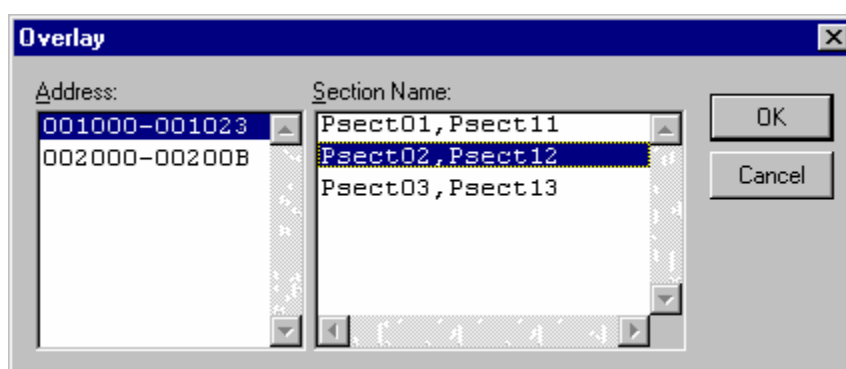 Overlay
Address:
Section Name:
001000-001023
002000-00200B
Psect01,Psect11
Psect02,Psect12
Psect03,Psect13
OK
Cancel